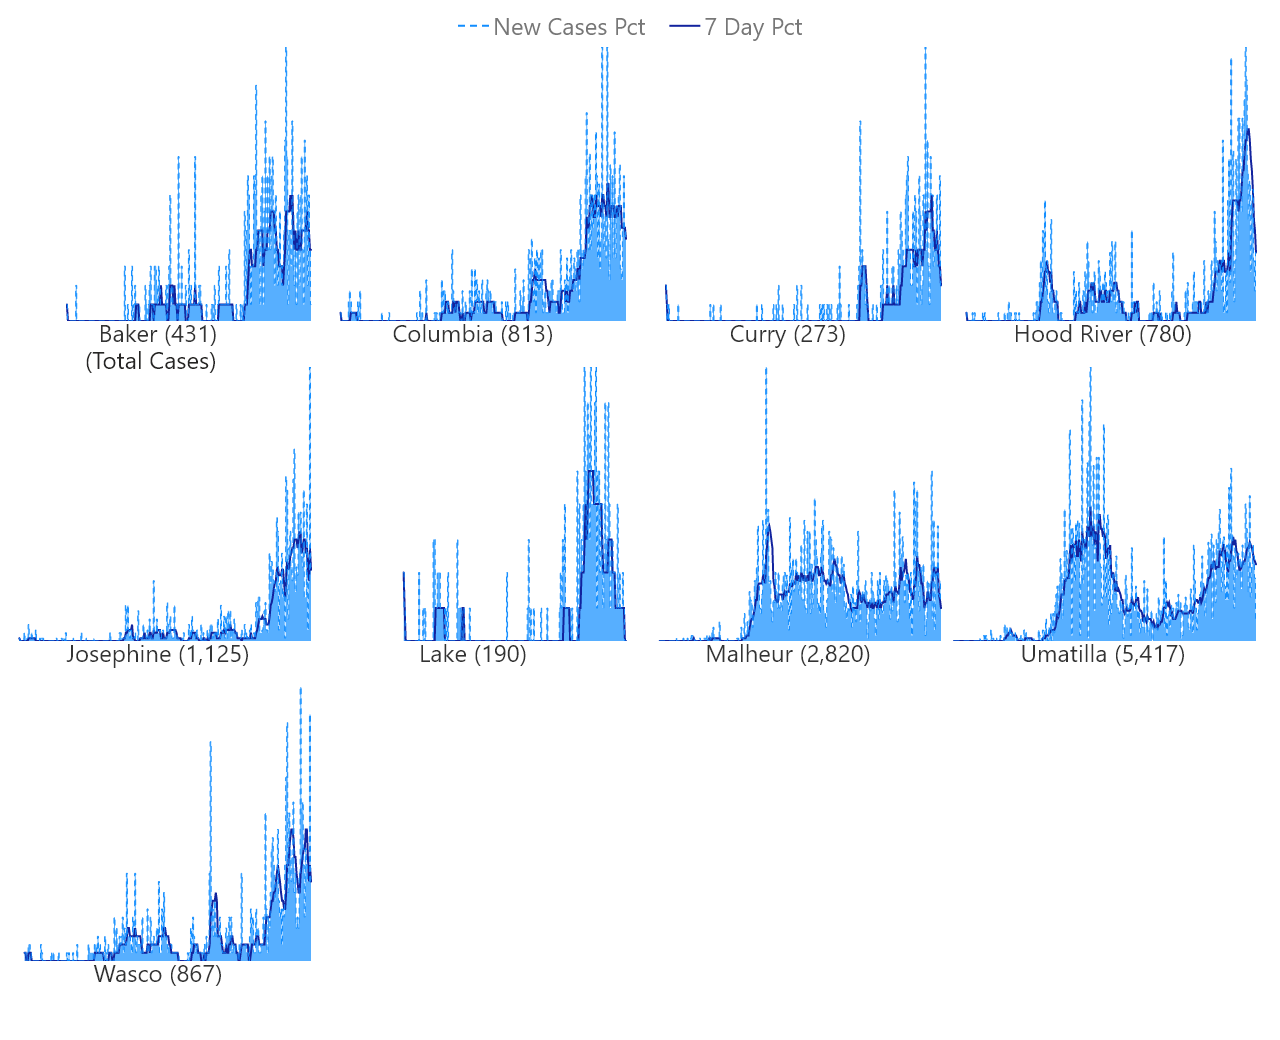 New Cases Pct 7 Day Pct
Baker (431)
(Total Cases)
Columbia (813)
Curry (273)
Hood River (780)
Josephine (1,125)
Lake (190)
Malheur (2,820)
Umatilla (5,417)
Wasco (867)